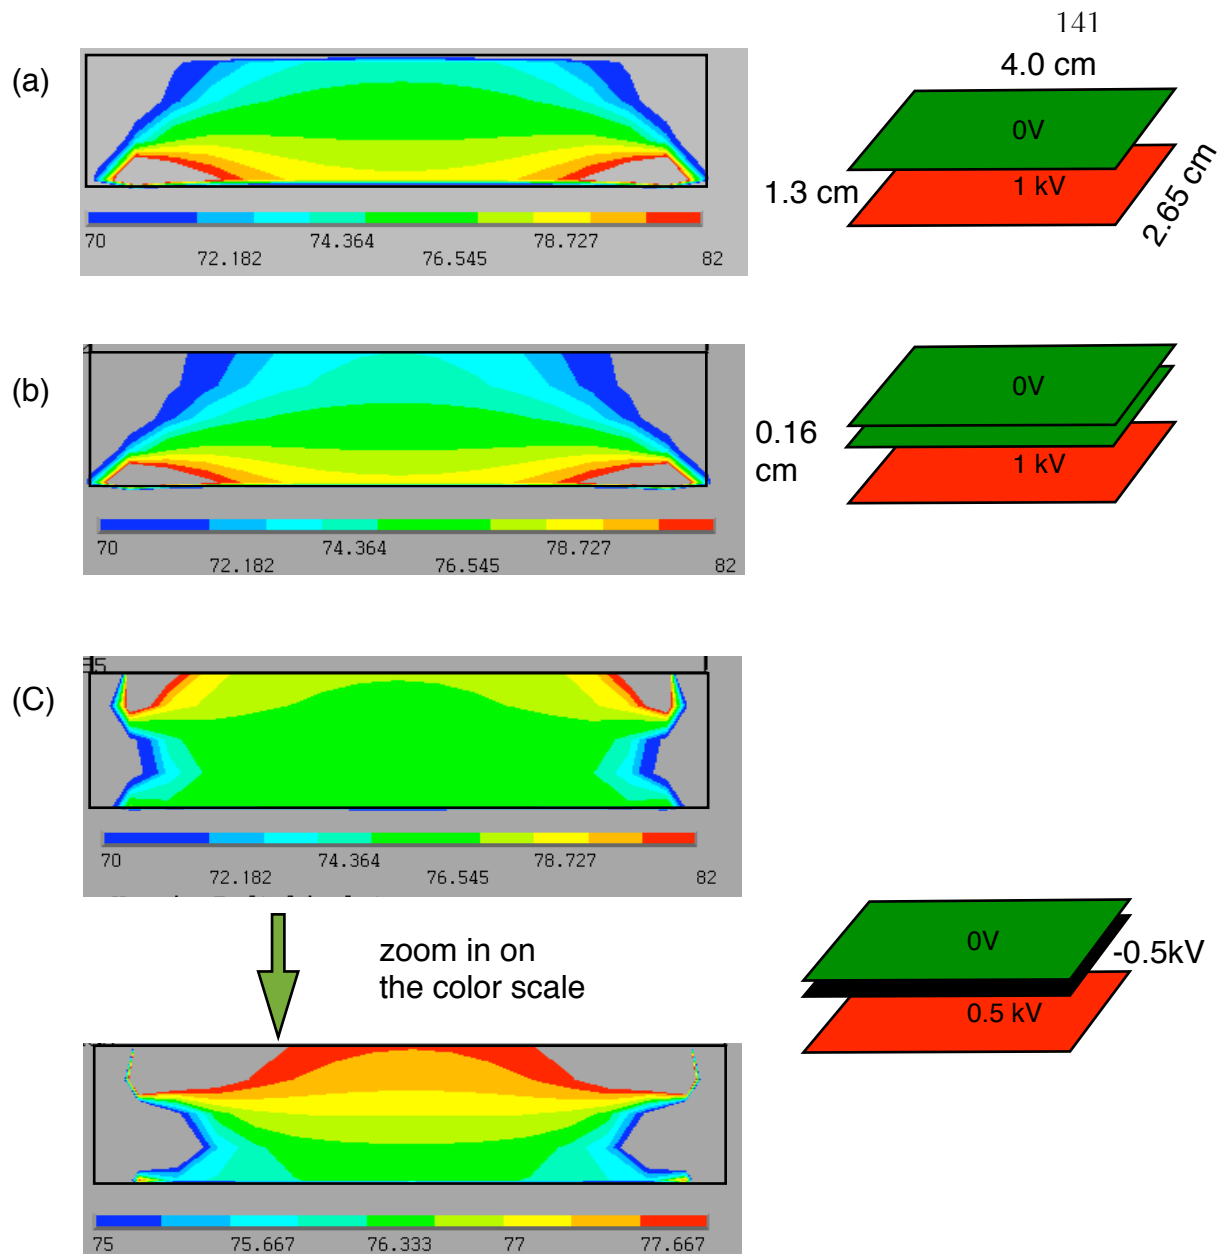 141
(a)
4.0 cm
0V
1.3 cm
1 kV
2.65 cm
70
74.364
78.727
72.182
76.545
82
(b)
0V
0.16
cm
1 kV
70
74.364
78.727
72.182
76.545
82
(C)
70
74.364
78.727
72.182
76.545
82
zoom in on
the color scale
0V
-0.5kV
0.5 kV
75
75.667
76.333
77
77.667